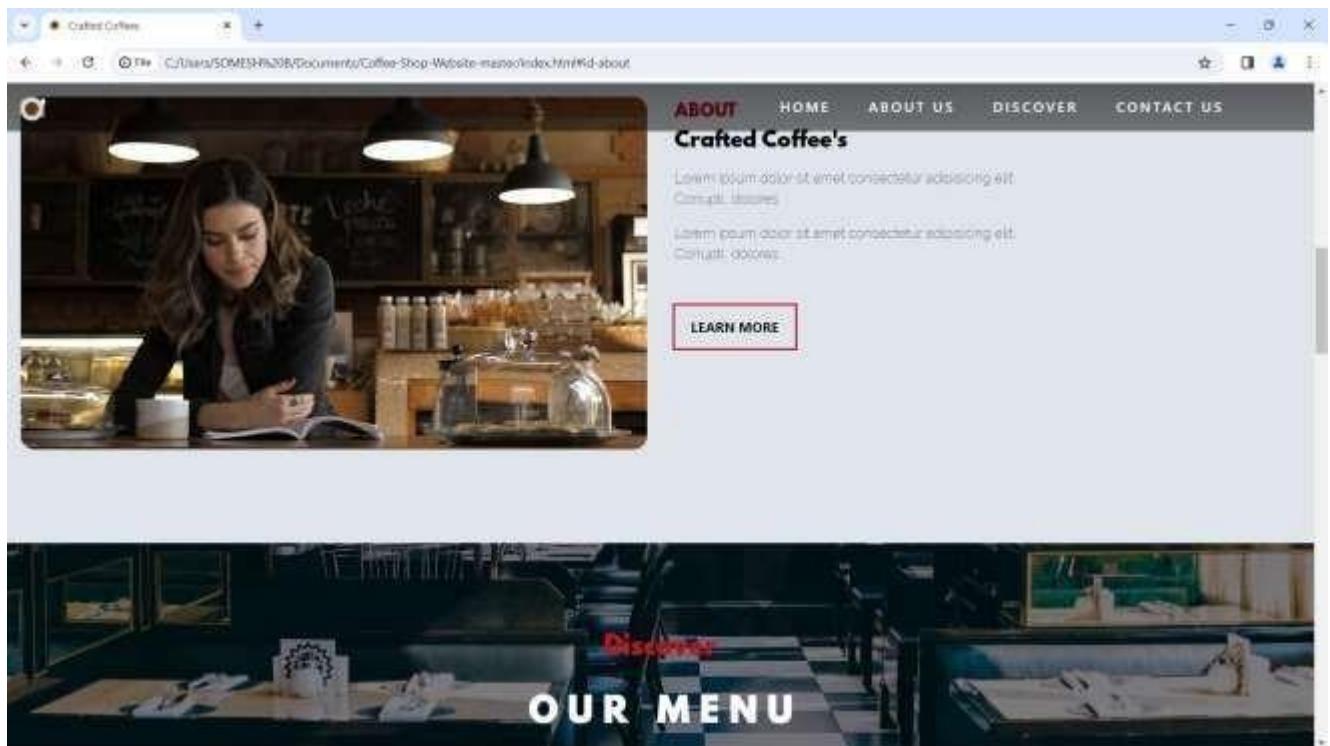 Crafted Coffees
File C:/Users/SOMESH%20B/Documents/Coffee-Shop-Website-master/index.html#id-about
ABOUT HOME ABOUT US DISCOVER CONTACT US
Crafted Coffee's
Lorem ipsum dolor sit amet consectetur adipisicing elit.
Corrupti, dolores.
Lorem ipsum dolor sit amet consectetur adipisicing elit.
Corrupti, dolores.
LEARN MORE
Leche
Discover
OUR MENU